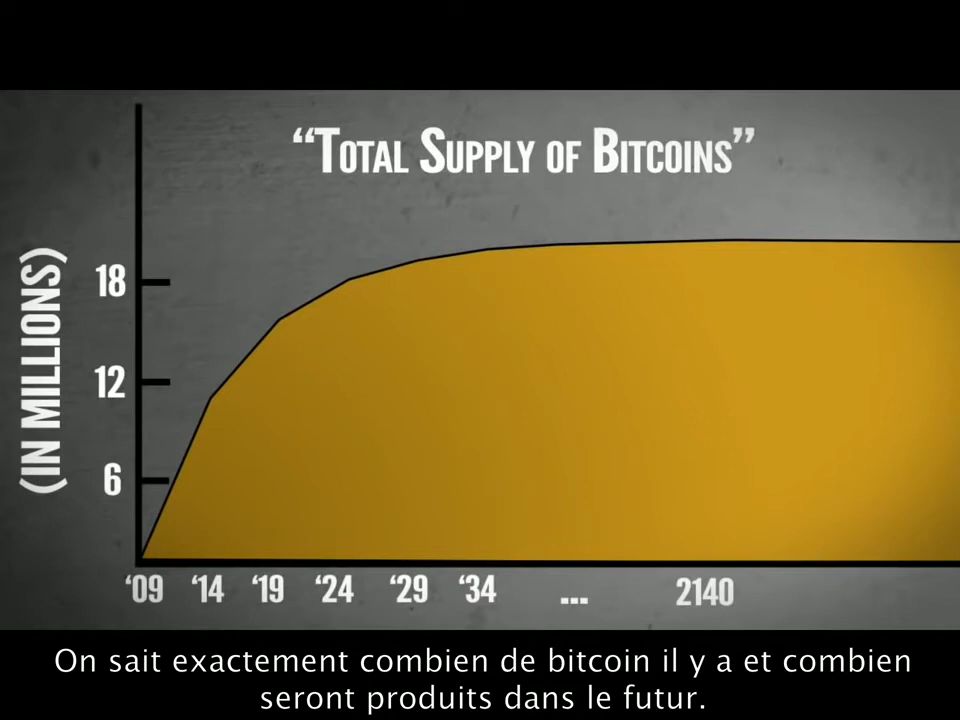 “TOTAL SUPPLY OF BITCOINS”
(IN MILLIONS)
18
12
6
‘09 ‘14 ‘19 ‘24 ‘29 ‘34 ... 2140
On sait exactement combien de bitcoin il y a et combien
seront produits dans le futur.